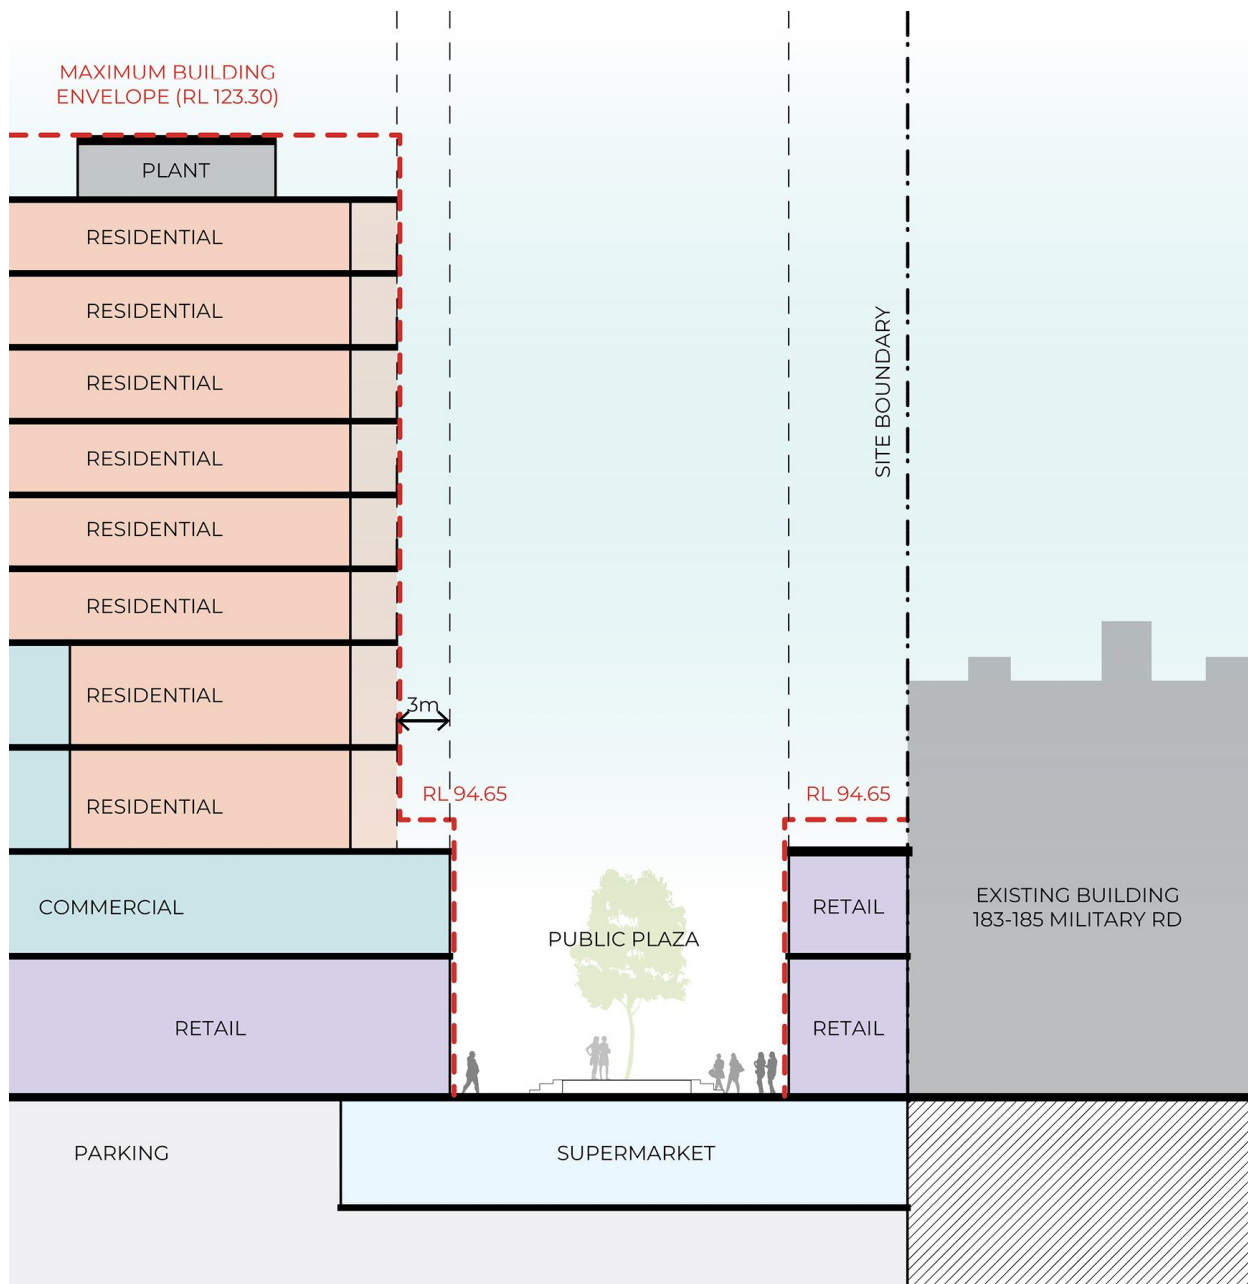 MAXIMUM BUILDING
ENVELOPE (RL 123.30)
PLANT
RESIDENTIAL
RESIDENTIAL
RESIDENTIAL
RESIDENTIAL
RESIDENTIAL
RESIDENTIAL
RESIDENTIAL
RESIDENTIAL
SITE BOUNDARY
3m
RL 94.65
RL 94.65
COMMERCIAL
PUBLIC PLAZA
RETAIL
EXISTING BUILDING
183-185 MILITARY RD
RETAIL
RETAIL
PARKING
SUPERMARKET